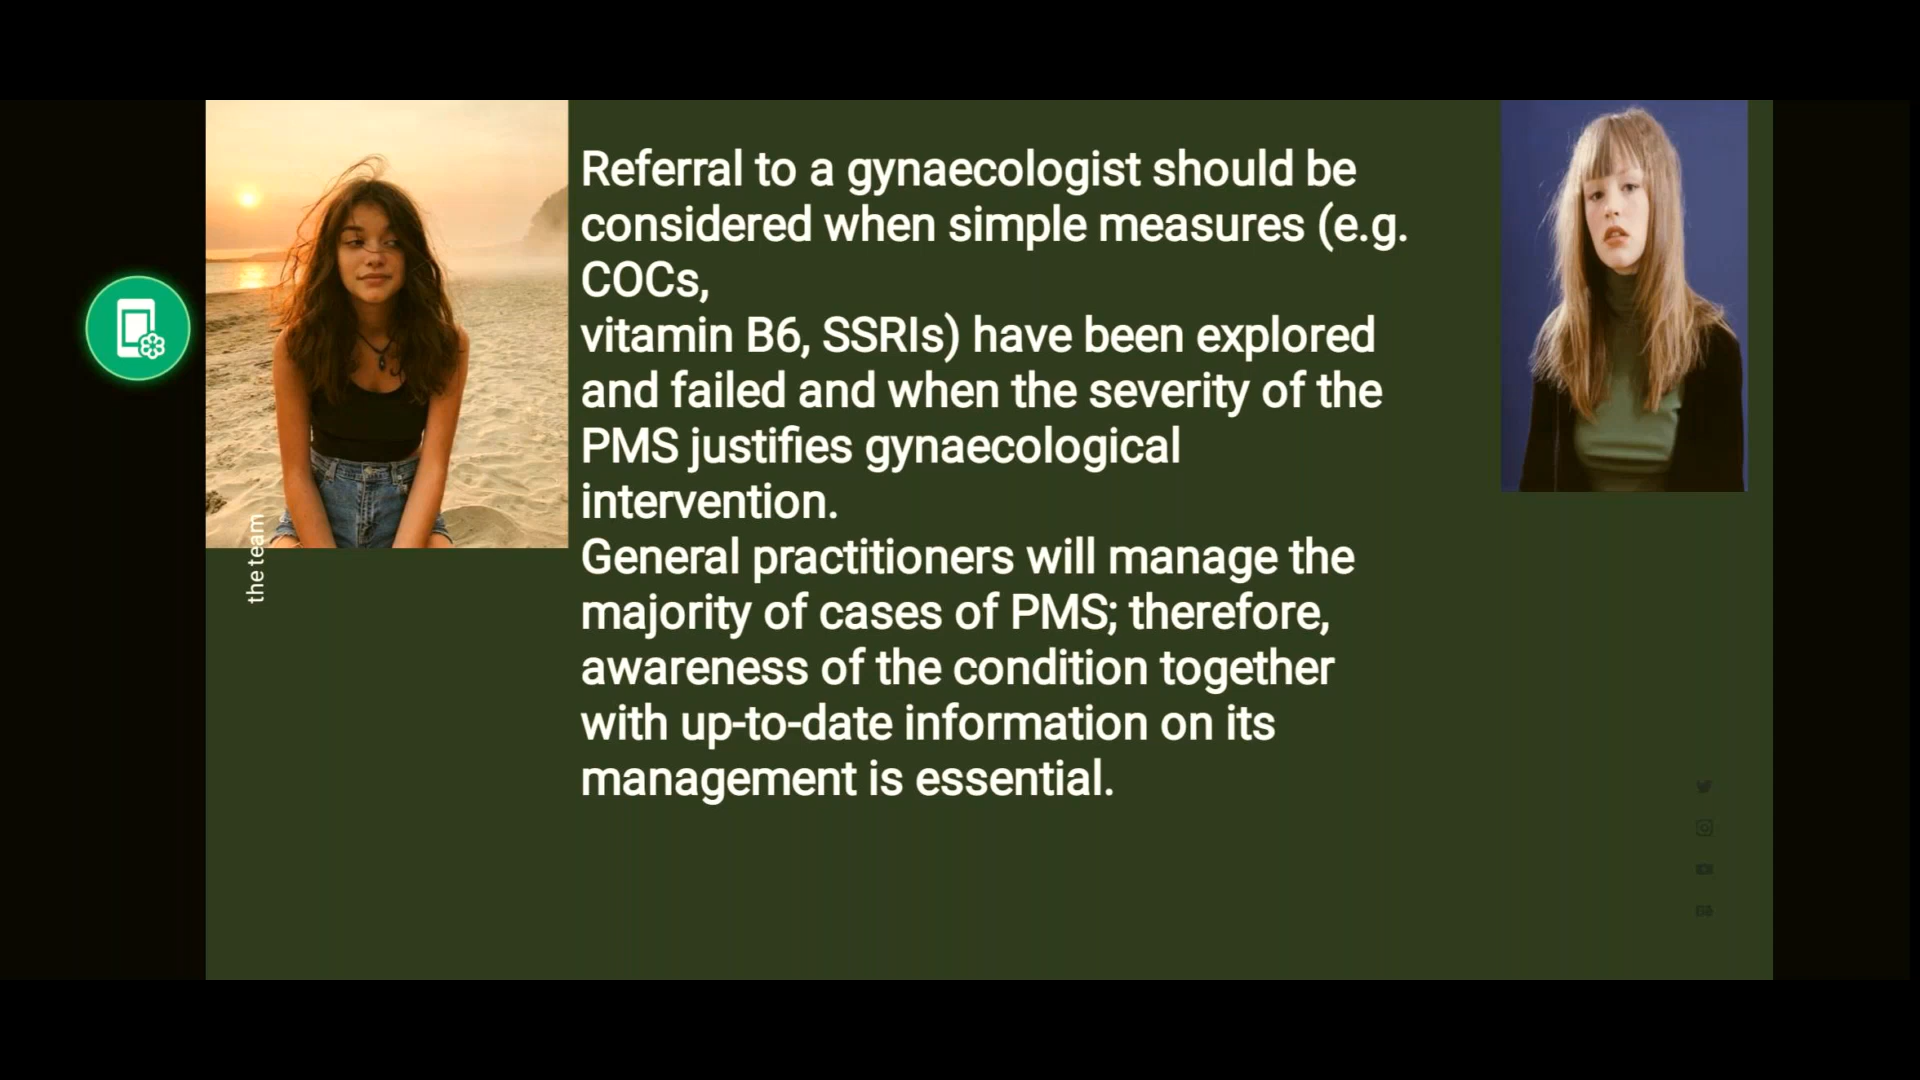 Referral to a gynaecologist should be
considered when simple measures (e.g.
COCs,
vitamin B6, SSRIs) have been explored
and failed and when the severity of the
PMS justifies gynaecological
intervention.
General practitioners will manage the
majority of cases of PMS; therefore,
awareness of the condition together
with up-to-date information on its
management is essential.
the team